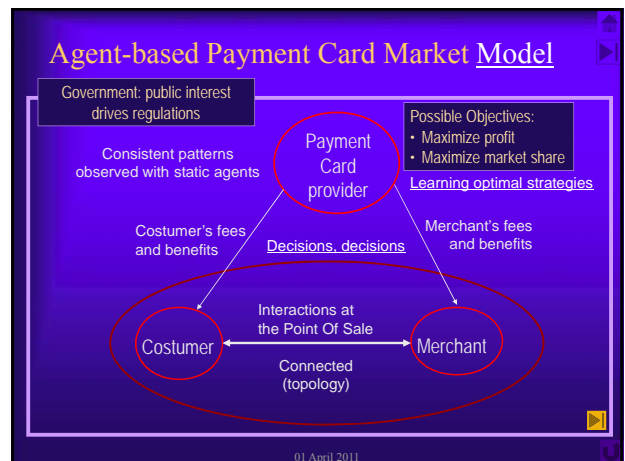 Agent-based Payment Card Market Model
Government: public interest
drives regulations
Possible Objectives:
• Maximize profit
• Maximize market share
Payment
Card
provider
Consistent patterns
observed with static agents
Learning optimal strategies
Costumer's fees
and benefits
Merchant's fees
and benefits
Decisions, decisions
Interactions at
the Point Of Sale
Costumer
Merchant
Connected
(topology)
01 April 2011